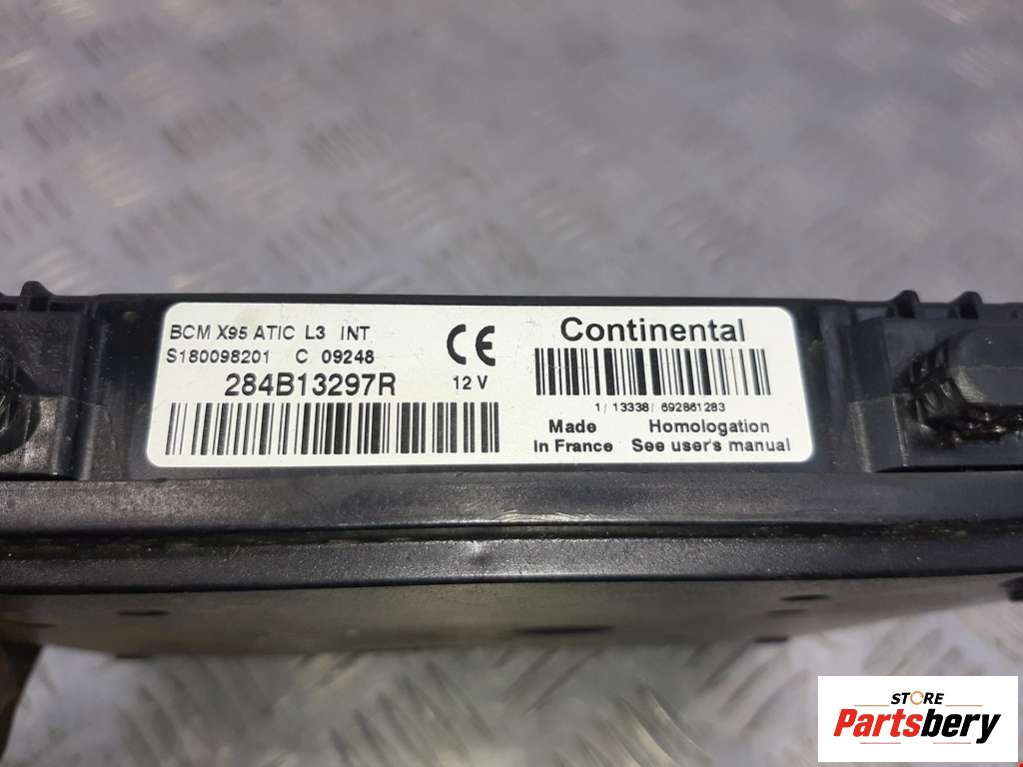 BCM X95 ATIC L3 INT
S180098201 C 09248
284B13297R
CE
12 V
Continental
1/ 13338/ 692861283
Made
In France
Homologation
See user's manual
STORE
Partsbery